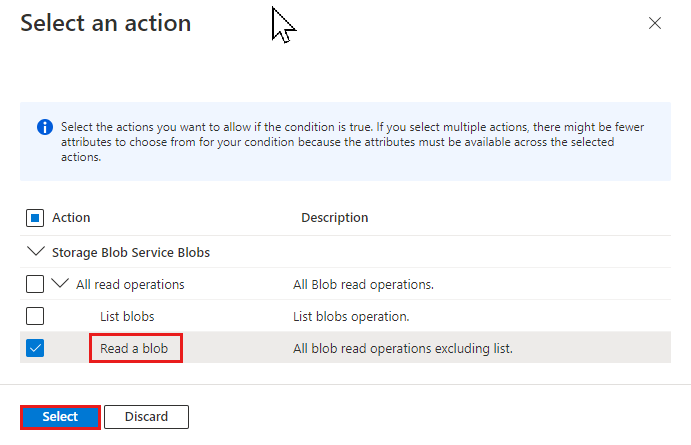 Select an action
Select the actions you want to allow if the condition is true. If you select multiple actions, there might be fewer
attributes to choose from for your condition because the attributes must be available across the selected
actions.
Action Description
Storage Blob Service Blobs
All read operations All Blob read operations.
List blobs List blobs operation.
Read a blob All blob read operations excluding list.
Select Discard